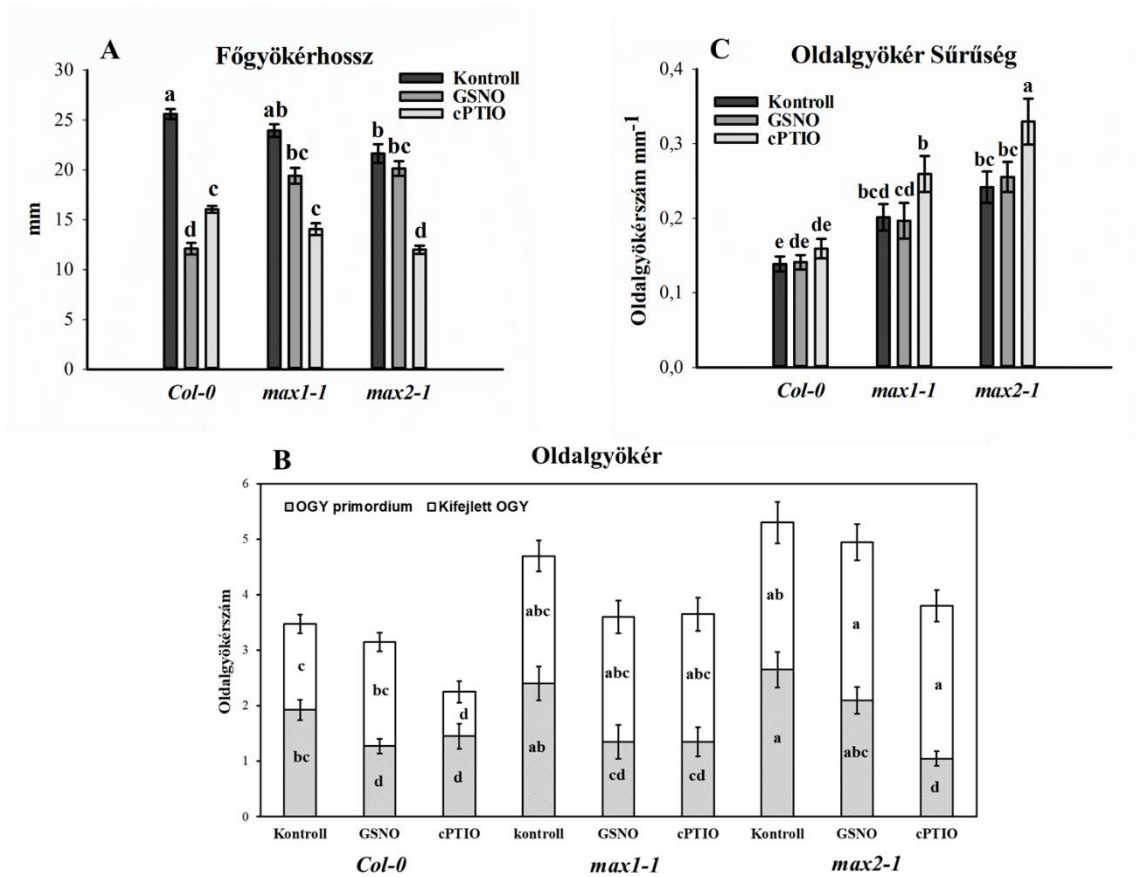 A
Főgyökérhossz
30
25
20
15
10
5
0
mm
Kontroll
GSNO
cPTIO
a
d
c
ab
bc
c
b
bc
d
Col-0
max1-1
max2-1
C
Oldalgyökér Sűrűség
0,4
0,3
0,2
0,1
0,0
Oldalgyökérszám mm-1
Kontroll
GSNO
cPTIO
e
de
de
bcd
cd
b
bc
bc
a
Col-0
max1-1
max2-1
B
Oldalgyökér
6
5
4
3
2
1
0
Oldalgyökérszám
OGY primordium
Kifejlett OGY
c
bc
d
abc
abc
abc
ab
a
a
bc
d
d
ab
cd
cd
a
abc
d
Kontroll
GSNO
cPTIO
kontroll
GSNO
cPTIO
Kontroll
GSNO
cPTIO
Col-0
max1-1
max2-1